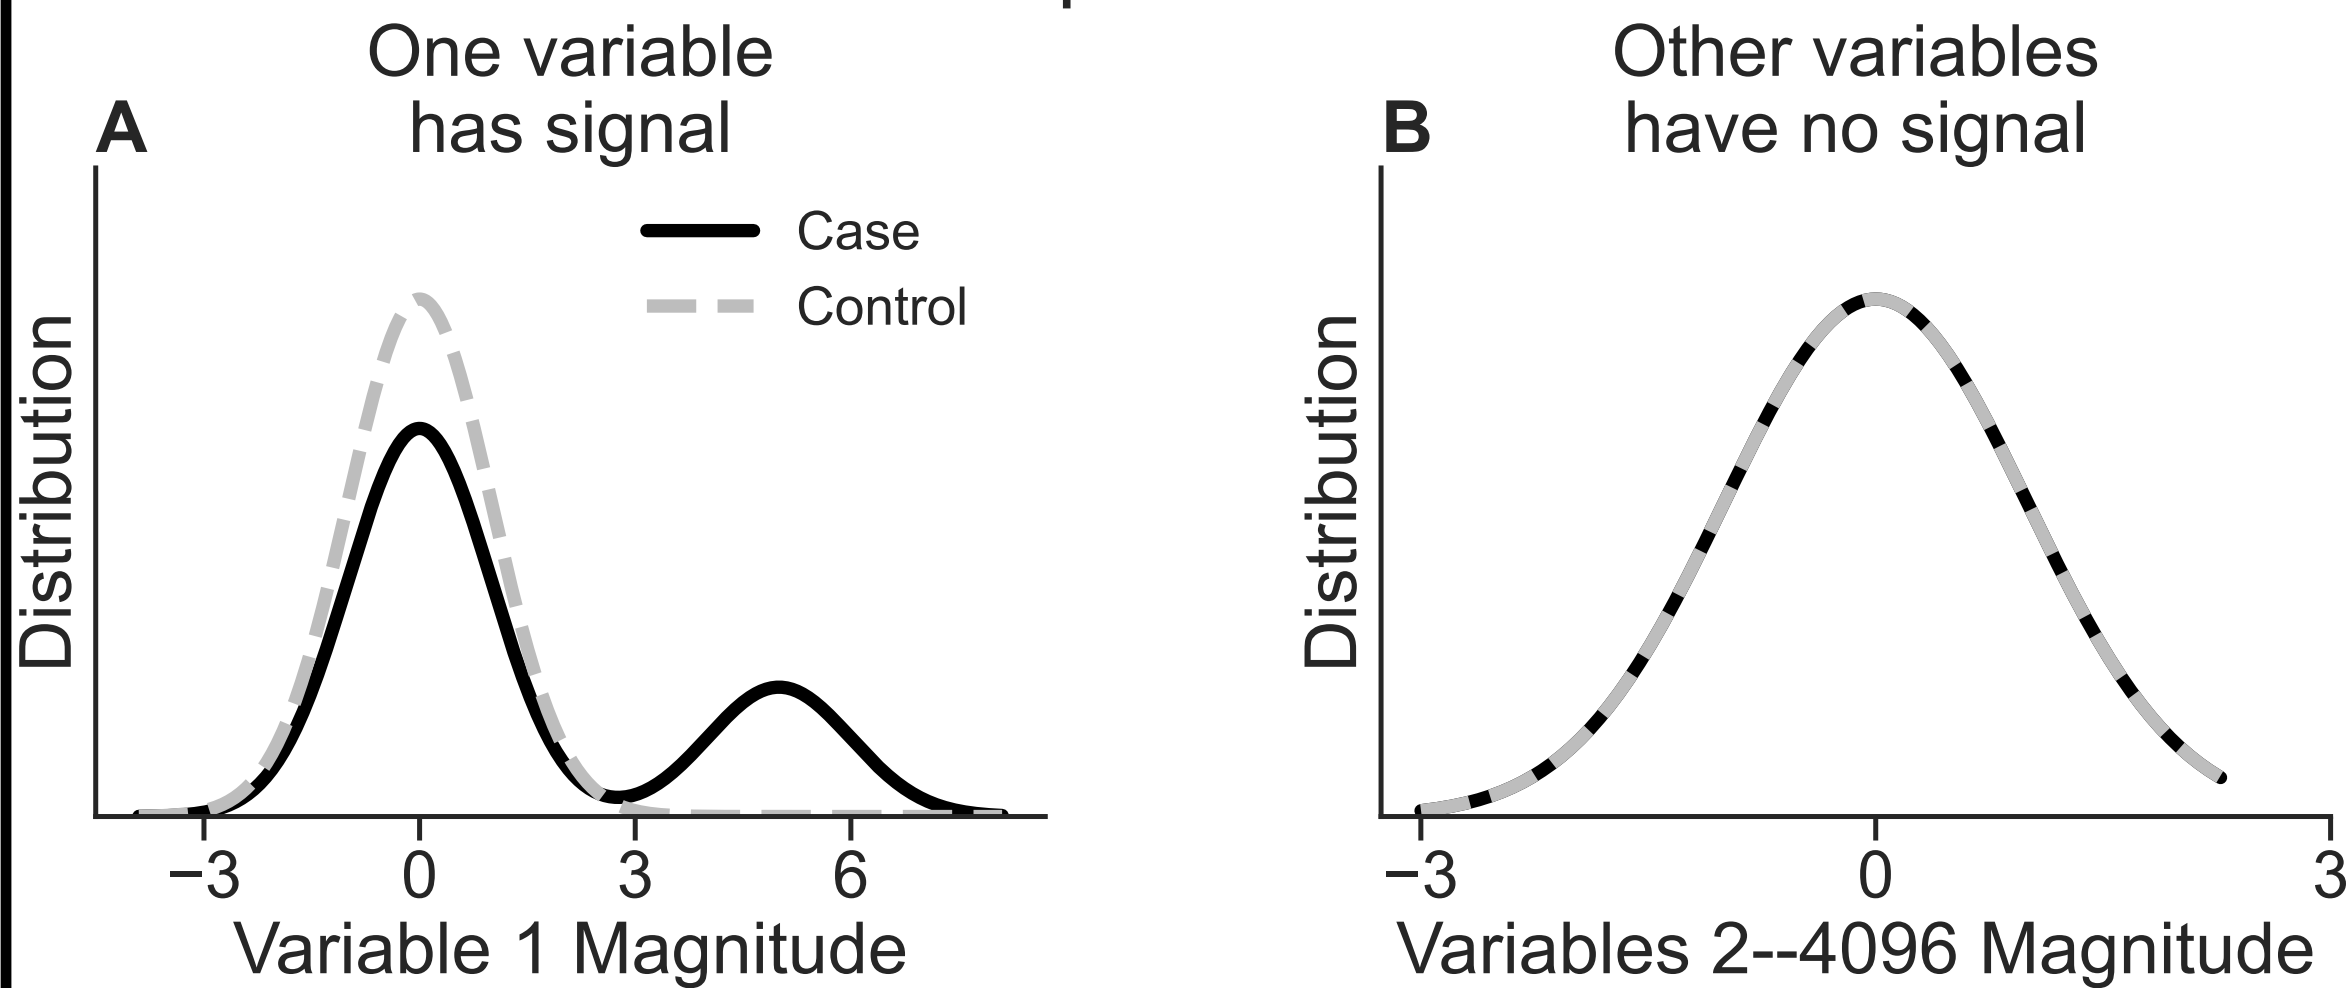 One variable
has signal
A
Case
Control
Distribution
−3 0 3 6
Variable 1 Magnitude
Other variables
have no signal
B
Distribution
−3 0 3
Variables 2--4096 Magnitude